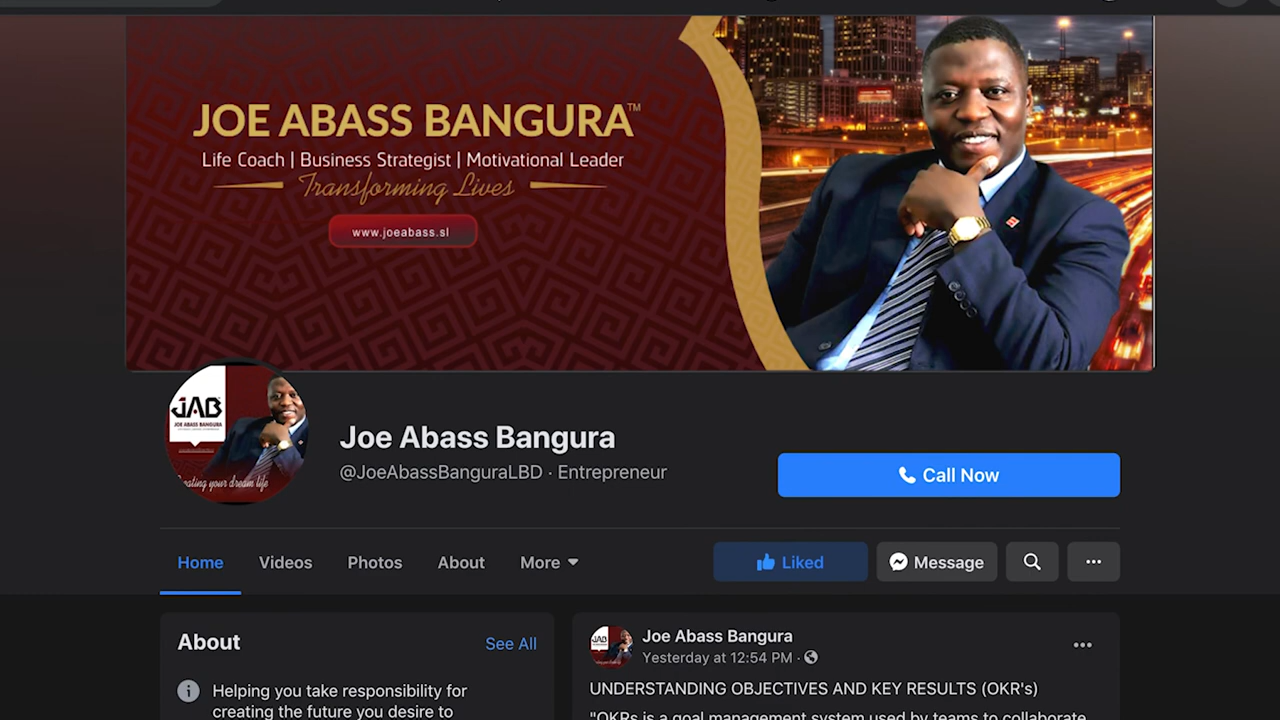 JOE ABASS BANGURA™
Life Coach | Business Strategist | Motivational Leader
Transforming Lives
www.joeabass.sl
JAB
JOE ABASS BANGURA
eating your dream life
Joe Abass Bangura
@JoeAbassBanguraLBD · Entrepreneur
Call Now
Home Videos Photos About More
Liked Message
About See All
Helping you take responsibility for
creating the future you desire to
JAB
Joe Abass Bangura
Yesterday at 12:54 PM ·
UNDERSTANDING OBJECTIVES AND KEY RESULTS (OKR's)
"OKRs is a goal management system used by teams to collaborate